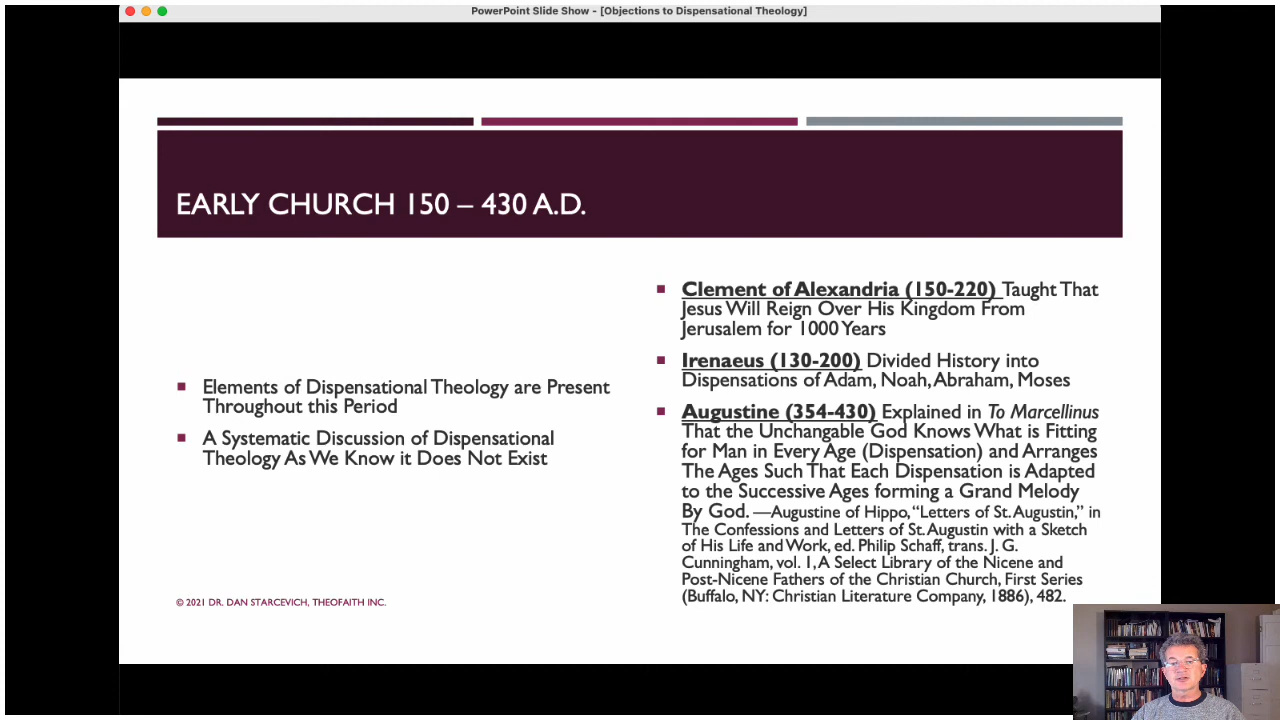 PowerPoint Slide Show - [Objections to Dispensational Theology]
EARLY CHURCH 150 – 430 A.D.
Elements of Dispensational Theology are Present
Throughout this Period
A Systematic Discussion of Dispensational
Theology As We Know it Does Not Exist
© 2021 DR. DAN STARCEVICH, THEOFAITH INC.
Clement of Alexandria (150-220) Taught That
Jesus Will Reign Over His Kingdom From
Jerusalem for 1000 Years
Irenaeus (130-200) Divided History into
Dispensations of Adam, Noah, Abraham, Moses
Augustine (354-430) Explained in To Marcellinus
That the Unchangable God Knows What is Fitting
for Man in Every Age (Dispensation) and Arranges
The Ages Such That Each Dispensation is Adapted
to the Successive Ages forming a Grand Melody
By God. —Augustine of Hippo, “Letters of St. Augustin,” in
The Confessions and Letters of St. Augustin with a Sketch
of His Life and Work, ed. Philip Schaff, trans. J. G.
Cunningham, vol. 1, A Select Library of the Nicene and
Post-Nicene Fathers of the Christian Church, First Series
(Buffalo, NY: Christian Literature Company, 1886), 482.